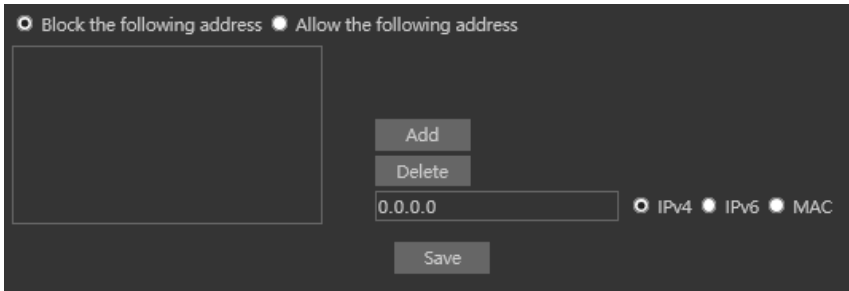 Block the following address Allow the following address
Add
Delete
0.0.0.0 IPv4 IPv6 MAC
Save